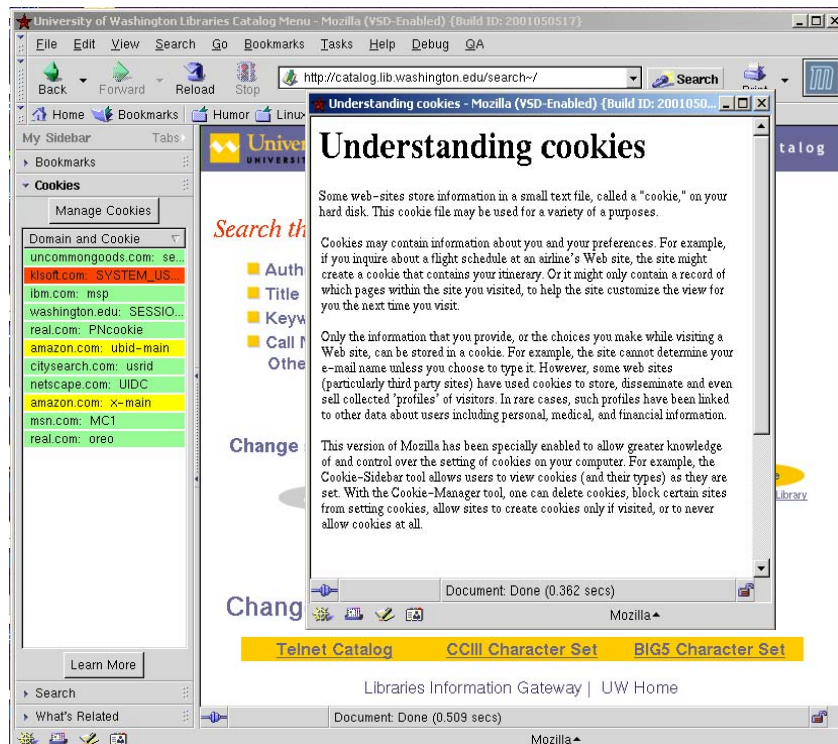 University of Washington Libraries Catalog Menu - Mozilla (VSD-Enabled) {Build ID: 2001050517}
File Edit View Search Go Bookmarks Tasks Help Debug QA
Back Forward Reload Stop http://catalog.lib.washington.edu/search~/ Search Print
Home Bookmarks Humor Linux
My Sidebar Tabs
Bookmarks
Cookies
Manage Cookies
Domain and Cookie
uncommongoods.com: se...
klsoft.com: SYSTEM_US...
ibm.com: msp
washington.edu: SESSIO...
real.com: PNcookie
amazon.com: ubid-main
citysearch.com: usrid
netscape.com: UIDC
amazon.com: x-main
msn.com: MC1
real.com: oreo
Learn More
Search
What's Related
Univer
UNIVERSIT
talog
Search th
Auth
Title
Keyw
Call N
Othe
Change
Library
Chang
Telnet Catalog CCIII Character Set BIG5 Character Set
Libraries Information Gateway | UW Home
Document: Done (0.509 secs)
Mozilla
Understanding cookies - Mozilla (VSD-Enabled) {Build ID: 2001050...
Understanding cookies
Some web-sites store information in a small text file, called a "cookie," on your
hard disk. This cookie file may be used for a variety of a purposes.
Cookies may contain information about you and your preferences. For example,
if you inquire about a flight schedule at an airline's Web site, the site might
create a cookie that contains your itinerary. Or it might only contain a record of
which pages within the site you visited, to help the site customize the view for
you the next time you visit.
Only the information that you provide, or the choices you make while visiting a
Web site, can be stored in a cookie. For example, the site cannot determine your
e-mail name unless you choose to type it. However, some web sites
(particularly third party sites) have used cookies to store, disseminate and even
sell collected 'profiles' of visitors. In rare cases, such profiles have been linked
to other data about users including personal, medical, and financial information.
This version of Mozilla has been specially enabled to allow greater knowledge
of and control over the setting of cookies on your computer. For example, the
Cookie-Sidebar tool allows users to view cookies (and their types) as they are
set. With the Cookie-Manager tool, one can delete cookies, block certain sites
from setting cookies, allow sites to create cookies only if visited, or to never
allow cookies at all.
Document: Done (0.362 secs)
Mozilla